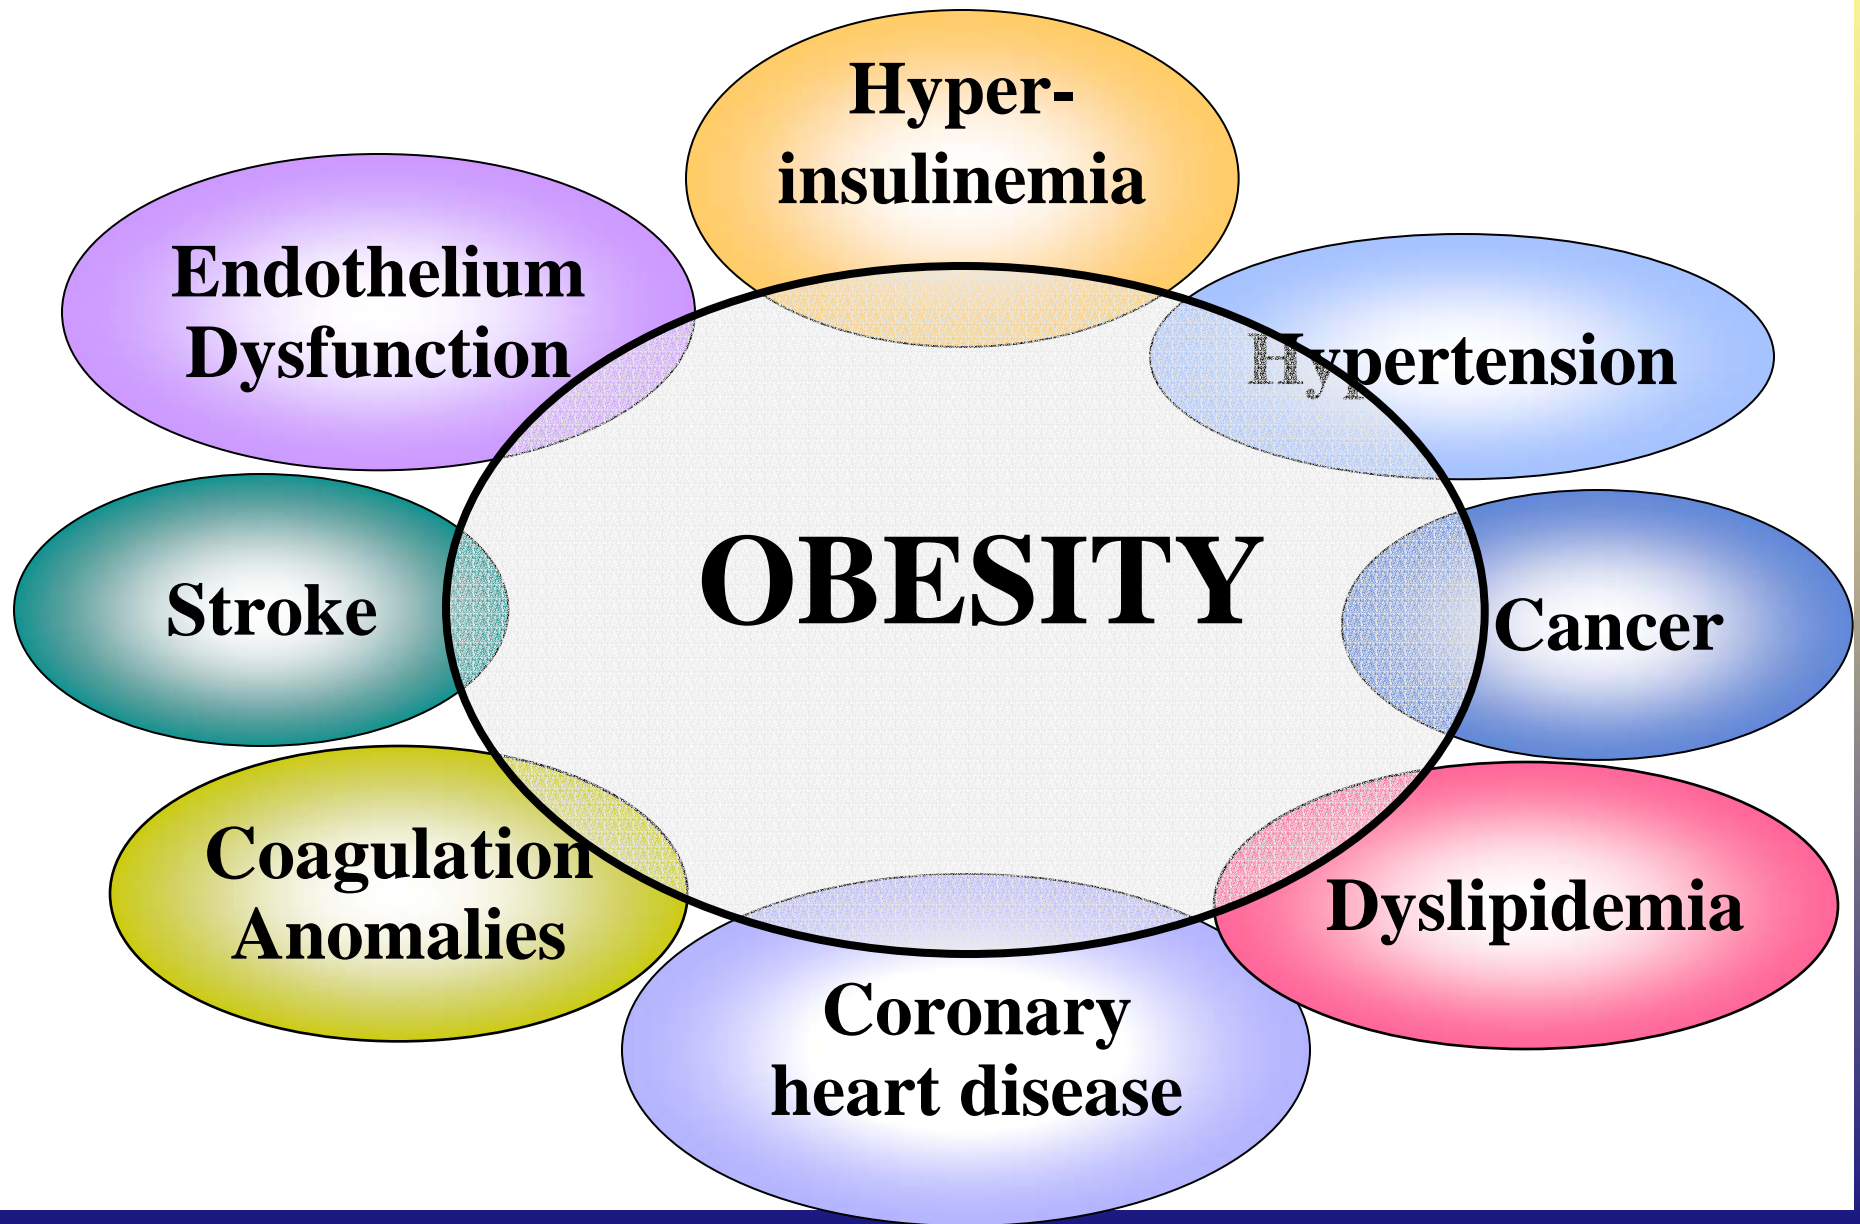 Hyper-
insulinemia
Endothelium
Dysfunction
Hypertension
OBESITY
Stroke
Cancer
Coagulation
Anomalies
Dyslipidemia
Coronary
heart disease